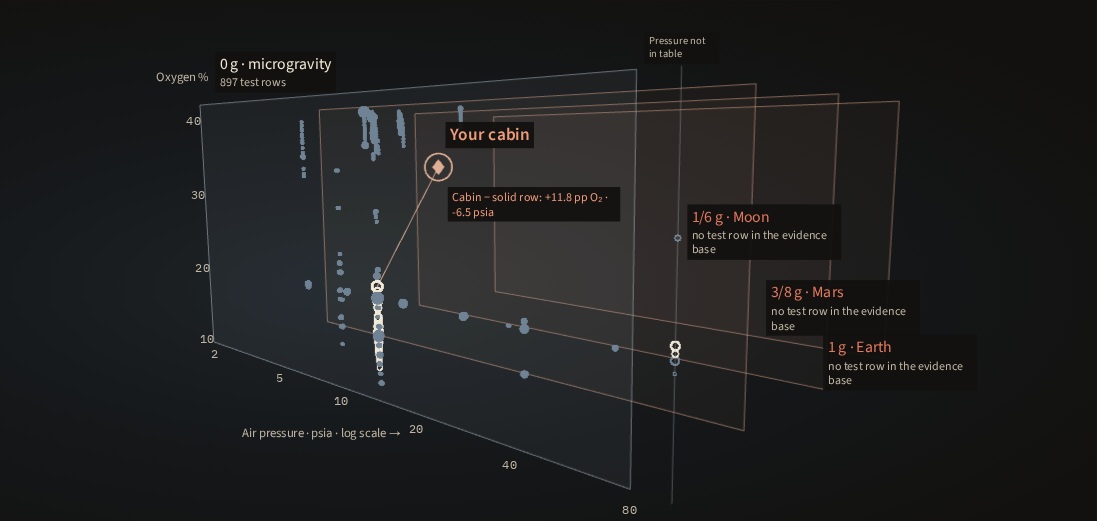 Pressure not
in table
0 g · microgravity
897 test rows
Oxygen %
40
30
20
10
Your cabin
Cabin – solid row: +11.8 pp O₂ ·
-6.5 psia
1/6 g · Moon
no test row in the evidence
base
3/8 g · Mars
no test row in the evidence
base
1 g · Earth
no test row in the evidence
base
2
5
10
20
40
80
Air pressure · psia · log scale →